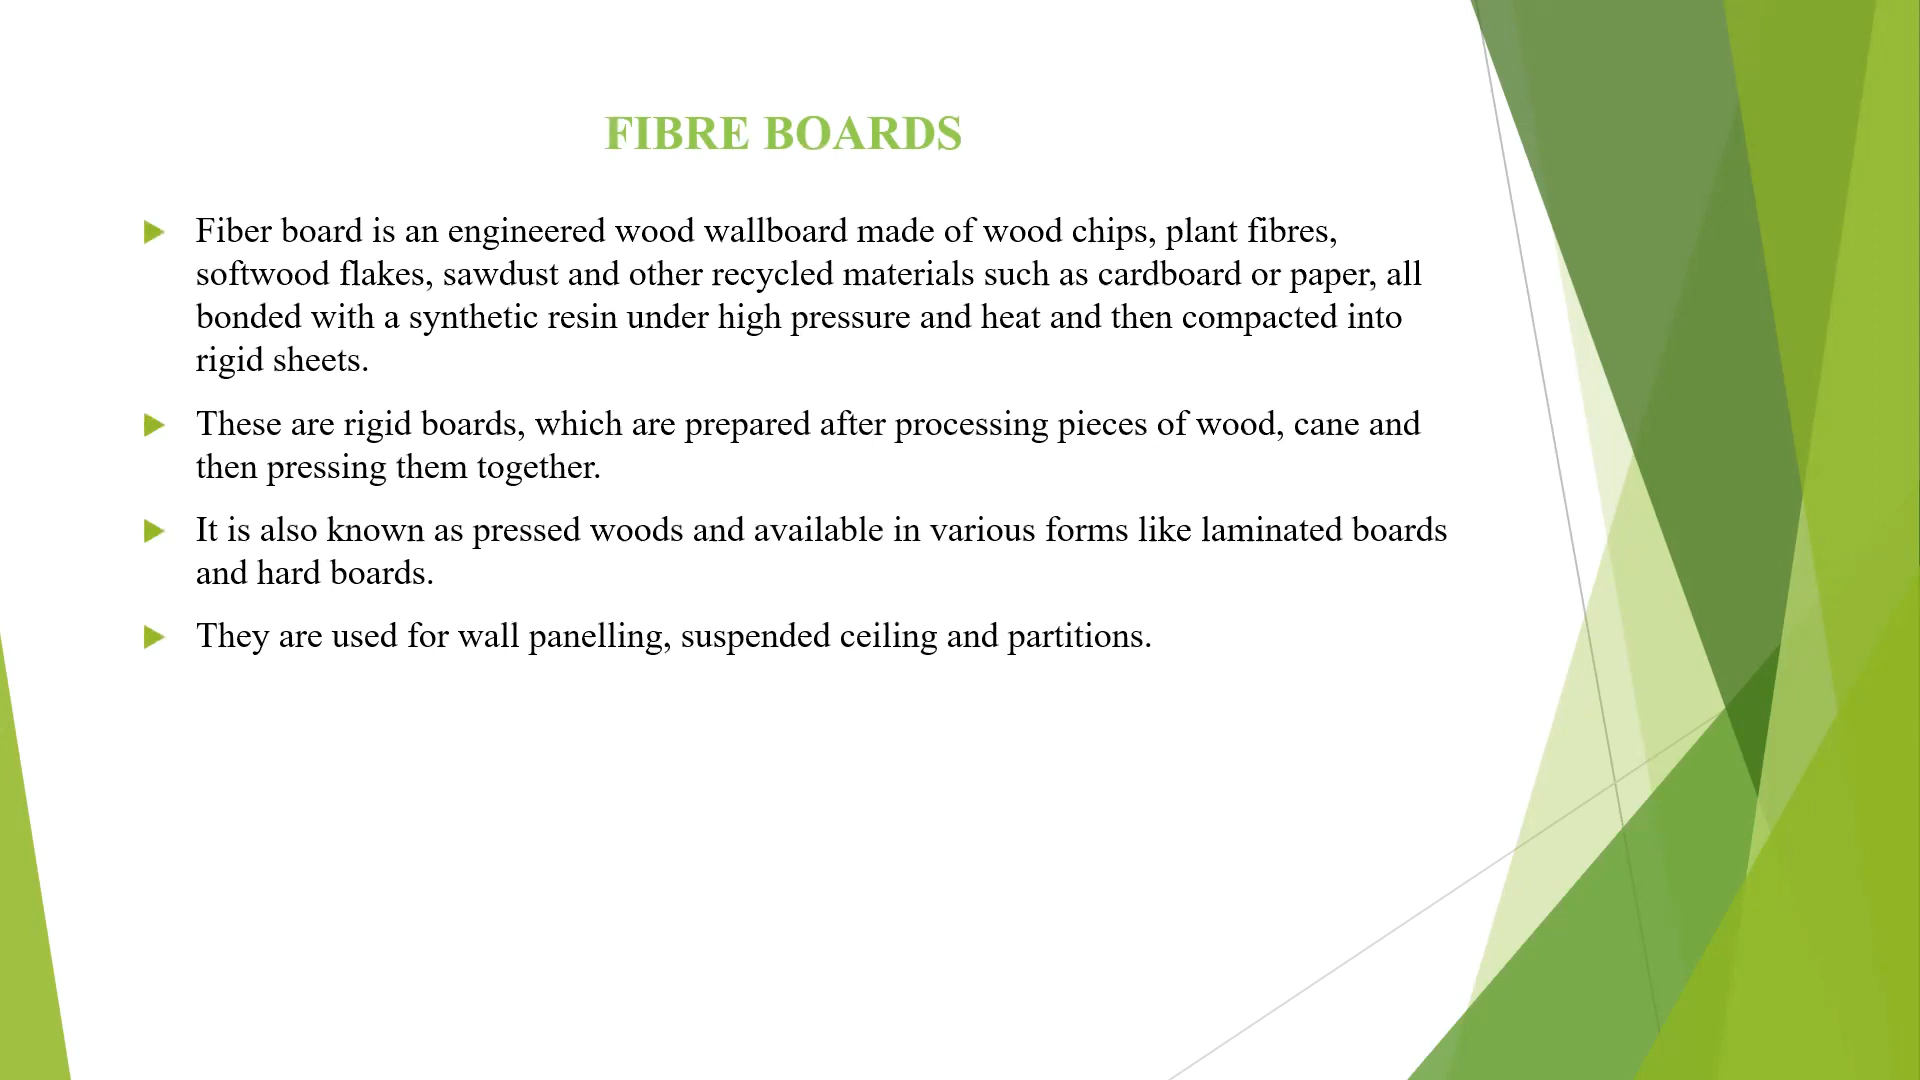 FIBRE BOARDS
Fiber board is an engineered wood wallboard made of wood chips, plant fibres,
softwood flakes, sawdust and other recycled materials such as cardboard or paper, all
bonded with a synthetic resin under high pressure and heat and then compacted into
rigid sheets.
These are rigid boards, which are prepared after processing pieces of wood, cane and
then pressing them together.
It is also known as pressed woods and available in various forms like laminated boards
and hard boards.
They are used for wall panelling, suspended ceiling and partitions.